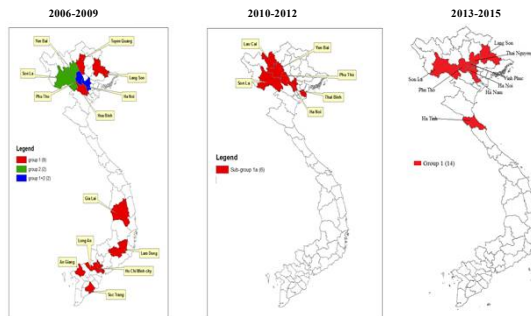 2006-2009
2010-2012
2013-2015
Yen Bai
Tuyen Quang
Son La
Lang Son
Phu Tho
Ha Noi
Hoa Binh
Legend
group 1 (8)
group 2 (2)
group 1+2 (2)
Gia Lai
Long An
Lam Dong
An Giang
Ho Chi Minh city
Soc Trang
Lao Cai
Yen Bai
Phu Tho
Son La
Thai Binh
Ha Noi
Legend
Sub-group 1a (6)
Lang Son
Thai Nguyen
Son La
Vinh Phuc
Phu Tho
Ha Noi
Ha Nam
Ha Tinh
Group 1 (14)